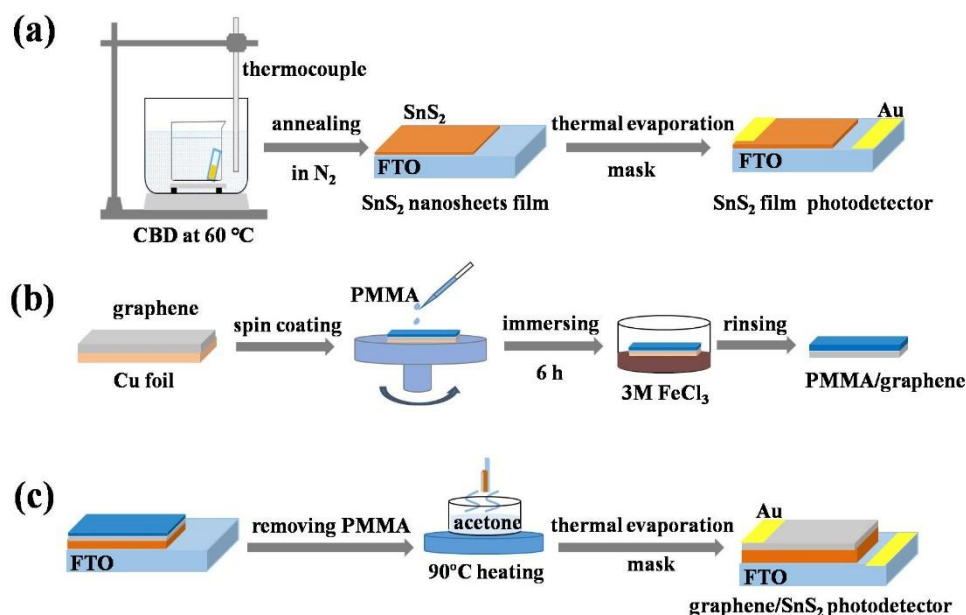 (a)
thermocouple
CBD at 60 °C
annealing
in N₂
SnS₂
FTO
SnS₂ nanosheets film
thermal evaporation
mask
Au
FTO
SnS₂ film photodetector
(b)
graphene
Cu foil
spin coating
PMMA
immersing
6 h
3M FeCl₃
rinsing
PMMA/graphene
(c)
FTO
removing PMMA
acetone
90°C heating
thermal evaporation
mask
Au
FTO
graphene/SnS₂ photodetector